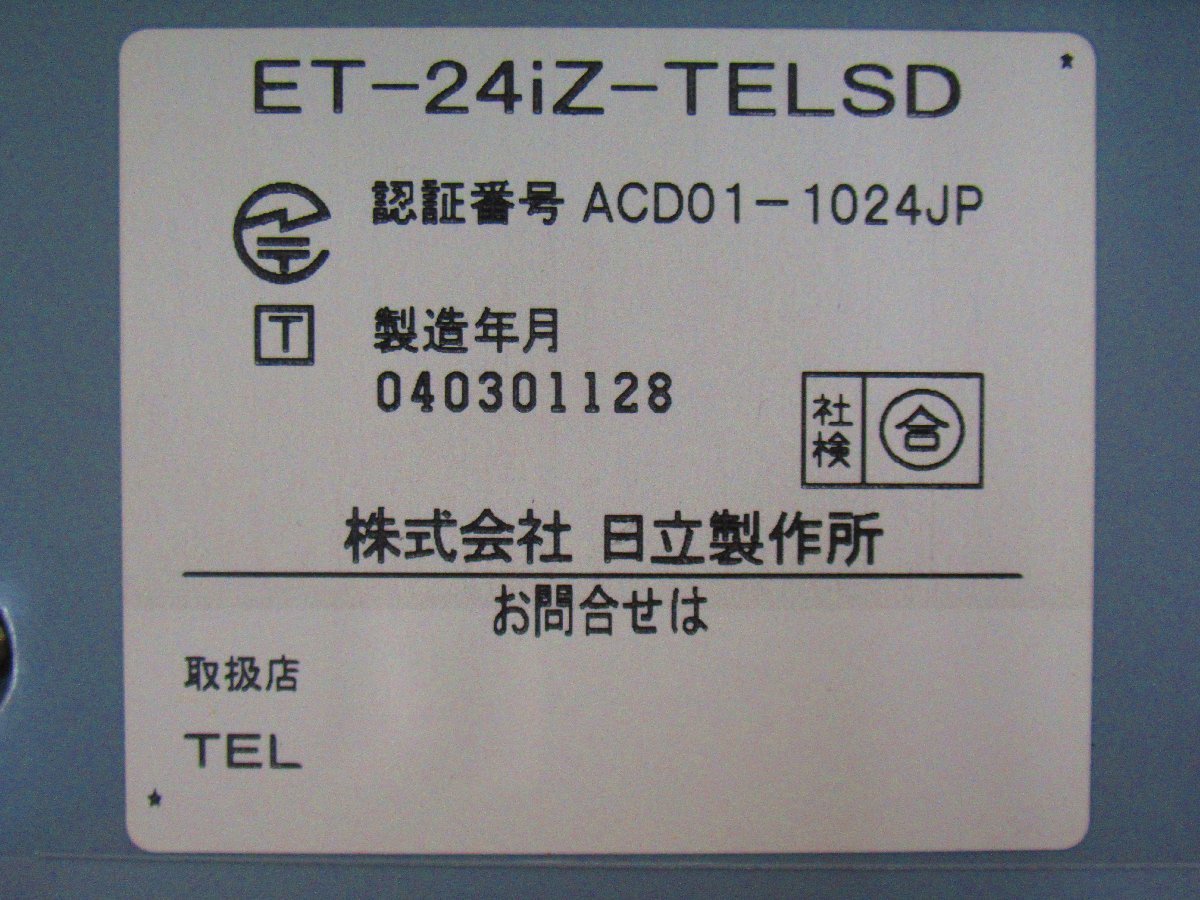 ET-24iZ-TELSD
認証番号 ACD01-1024JP
T 製造年月
040301128
社検 合
株式会社 日立製作所
お問合せは
取扱店
TEL